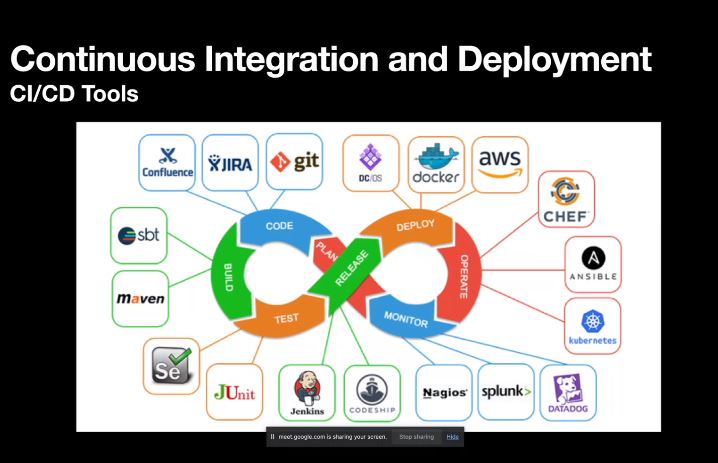 Continuous Integration and Deployment
CI/CD Tools
Confluence
JIRA
git
DC/OS
docker
aws
CHEF
sbt
CODE
DEPLOY
PLAN
RELEASE
BUILD
OPERATE
ANSIBLE
maven
TEST
MONITOR
kubernetes
Se
JUnit
Jenkins
CODESHIP
Nagios
splunk>
DATADOG
meet.google.com is sharing your screen.
Stop sharing
Hide